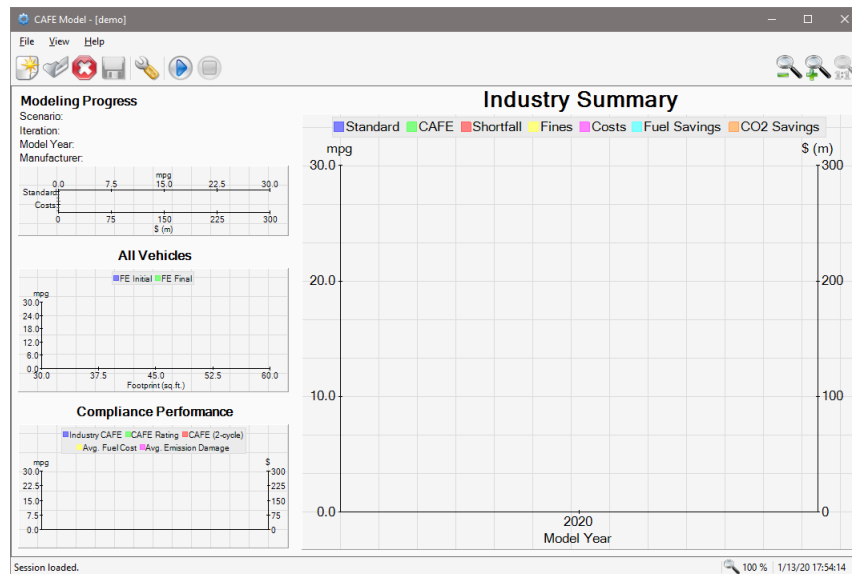 CAFE Model - [demo]
File View Help
Modeling Progress
Scenario:
Iteration:
Model Year:
Manufacturer:
mpg
0.0 7.5 15.0 22.5 30.0
Standard
Costs
0 75 150 225 300
$ (m)
All Vehicles
FE Initial FE Final
mpg
30.0
24.0
18.0
12.0
6.0
0.0
30.0 37.5 45.0 52.5 60.0
Footprint (sq.ft.)
Compliance Performance
Industry CAFE CAFE Rating CAFE (2-cycle)
Avg. Fuel Cost Avg. Emission Damage
mpg $
30.0 300
22.5 225
15.0 150
7.5 75
0.0 0
Industry Summary
Standard CAFE Shortfall Fines Costs Fuel Savings CO2 Savings
mpg $ (m)
30.0 300
20.0 200
10.0 100
0.0 0
2020
Model Year
Session loaded. 100 % 1/13/20 17:54:14